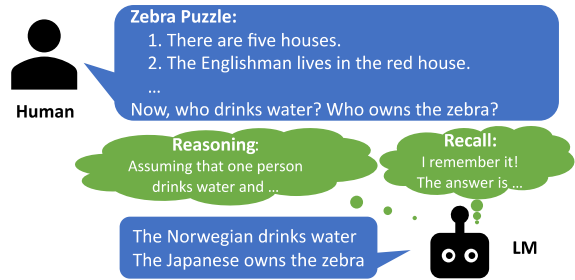 Zebra Puzzle:
1. There are five houses.
2. The Englishman lives in the red house.
...
Now, who drinks water? Who owns the zebra?
Human
Reasoning:
Assuming that one person
drinks water and ...
Recall:
I remember it!
The answer is ...
The Norwegian drinks water
The Japanese owns the zebra
LM